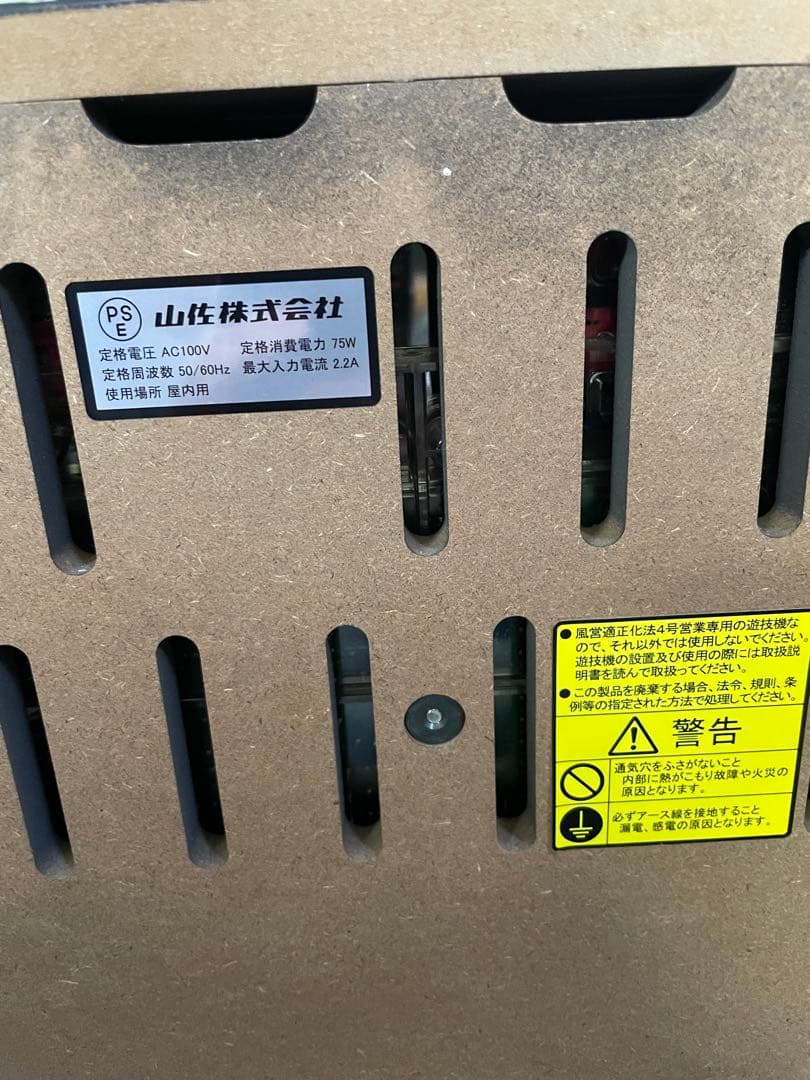 PS
E
山佐株式会社
定格電圧 AC100V 定格消費電力 75W
定格周波数 50/60Hz 最大入力電流 2.2A
使用場所 屋内用
● 風営適正化法4号営業専用の遊技機な
ので、それ以外では使用しないでください。
遊技機の設置及び使用の際には取扱説
明書を読んで取扱ってください。
● この製品を廃棄する場合、法令、規則、条
例等の指定された方法で処理してください。
警告
通気穴をふさがないこと
内部に熱がこもり故障や火災の
原因となります。
必ずアース線を接地すること
漏電、感電の原因となります。